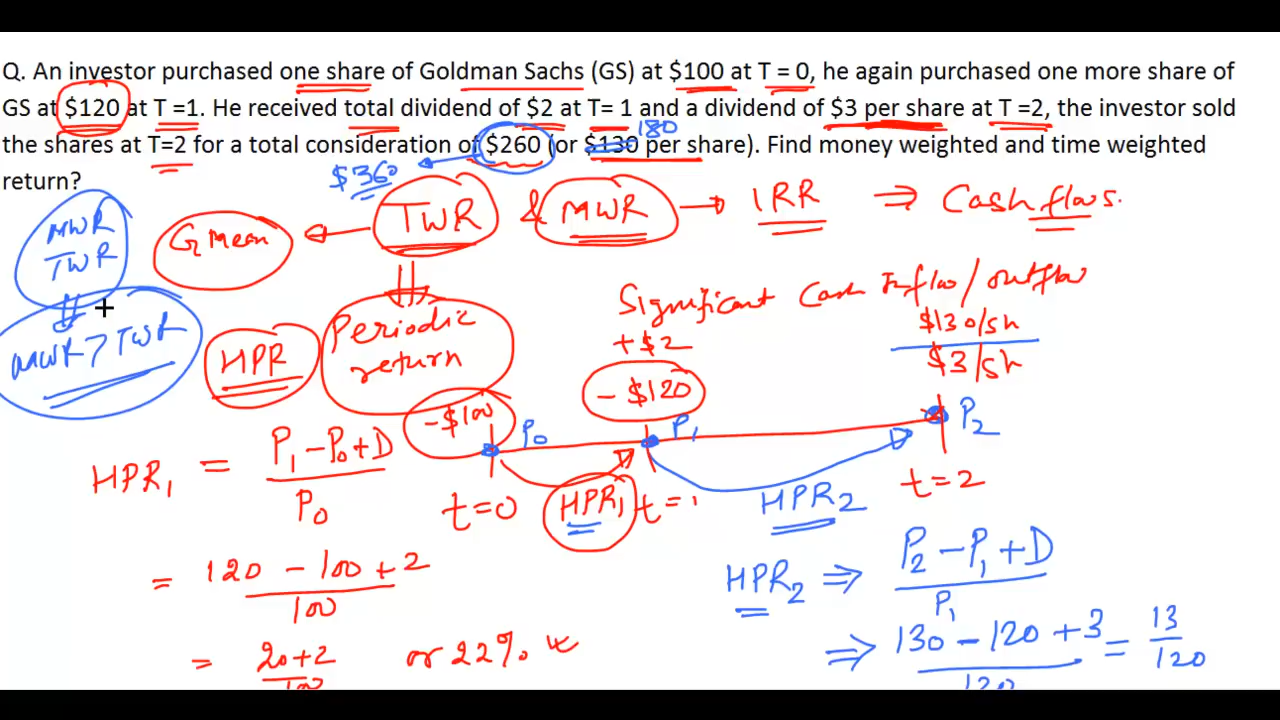 Q. An investor purchased one share of Goldman Sachs (GS) at $100 at T = 0, he again purchased one more share of
GS at $120 at T =1. He received total dividend of $2 at T= 1 and a dividend of $3 per share at T =2, the investor sold
180
the shares at T=2 for a total consideration of $260 (or $130 per share). Find money weighted and time weighted
return?
$360
TWR & MWR → IRR ⇒ Cash flows.
G mean ←
MWR
TWR
MWR > TWR
HPR
Periodic
return
Significant Cash Inflow/outflow
+$2
- $120
$130/sh
$3/sh
-$100
P0
P1
P2
t=0
HPR1
t=1
HPR2
t=2
HPR1 = P1-P0+D
P0
= 120 - 100 + 2
100
= 20+2 or 22%
100
HPR2 ⇒ P2-P1+D
P1
⇒ 130 - 120 + 3 = 13
120 120